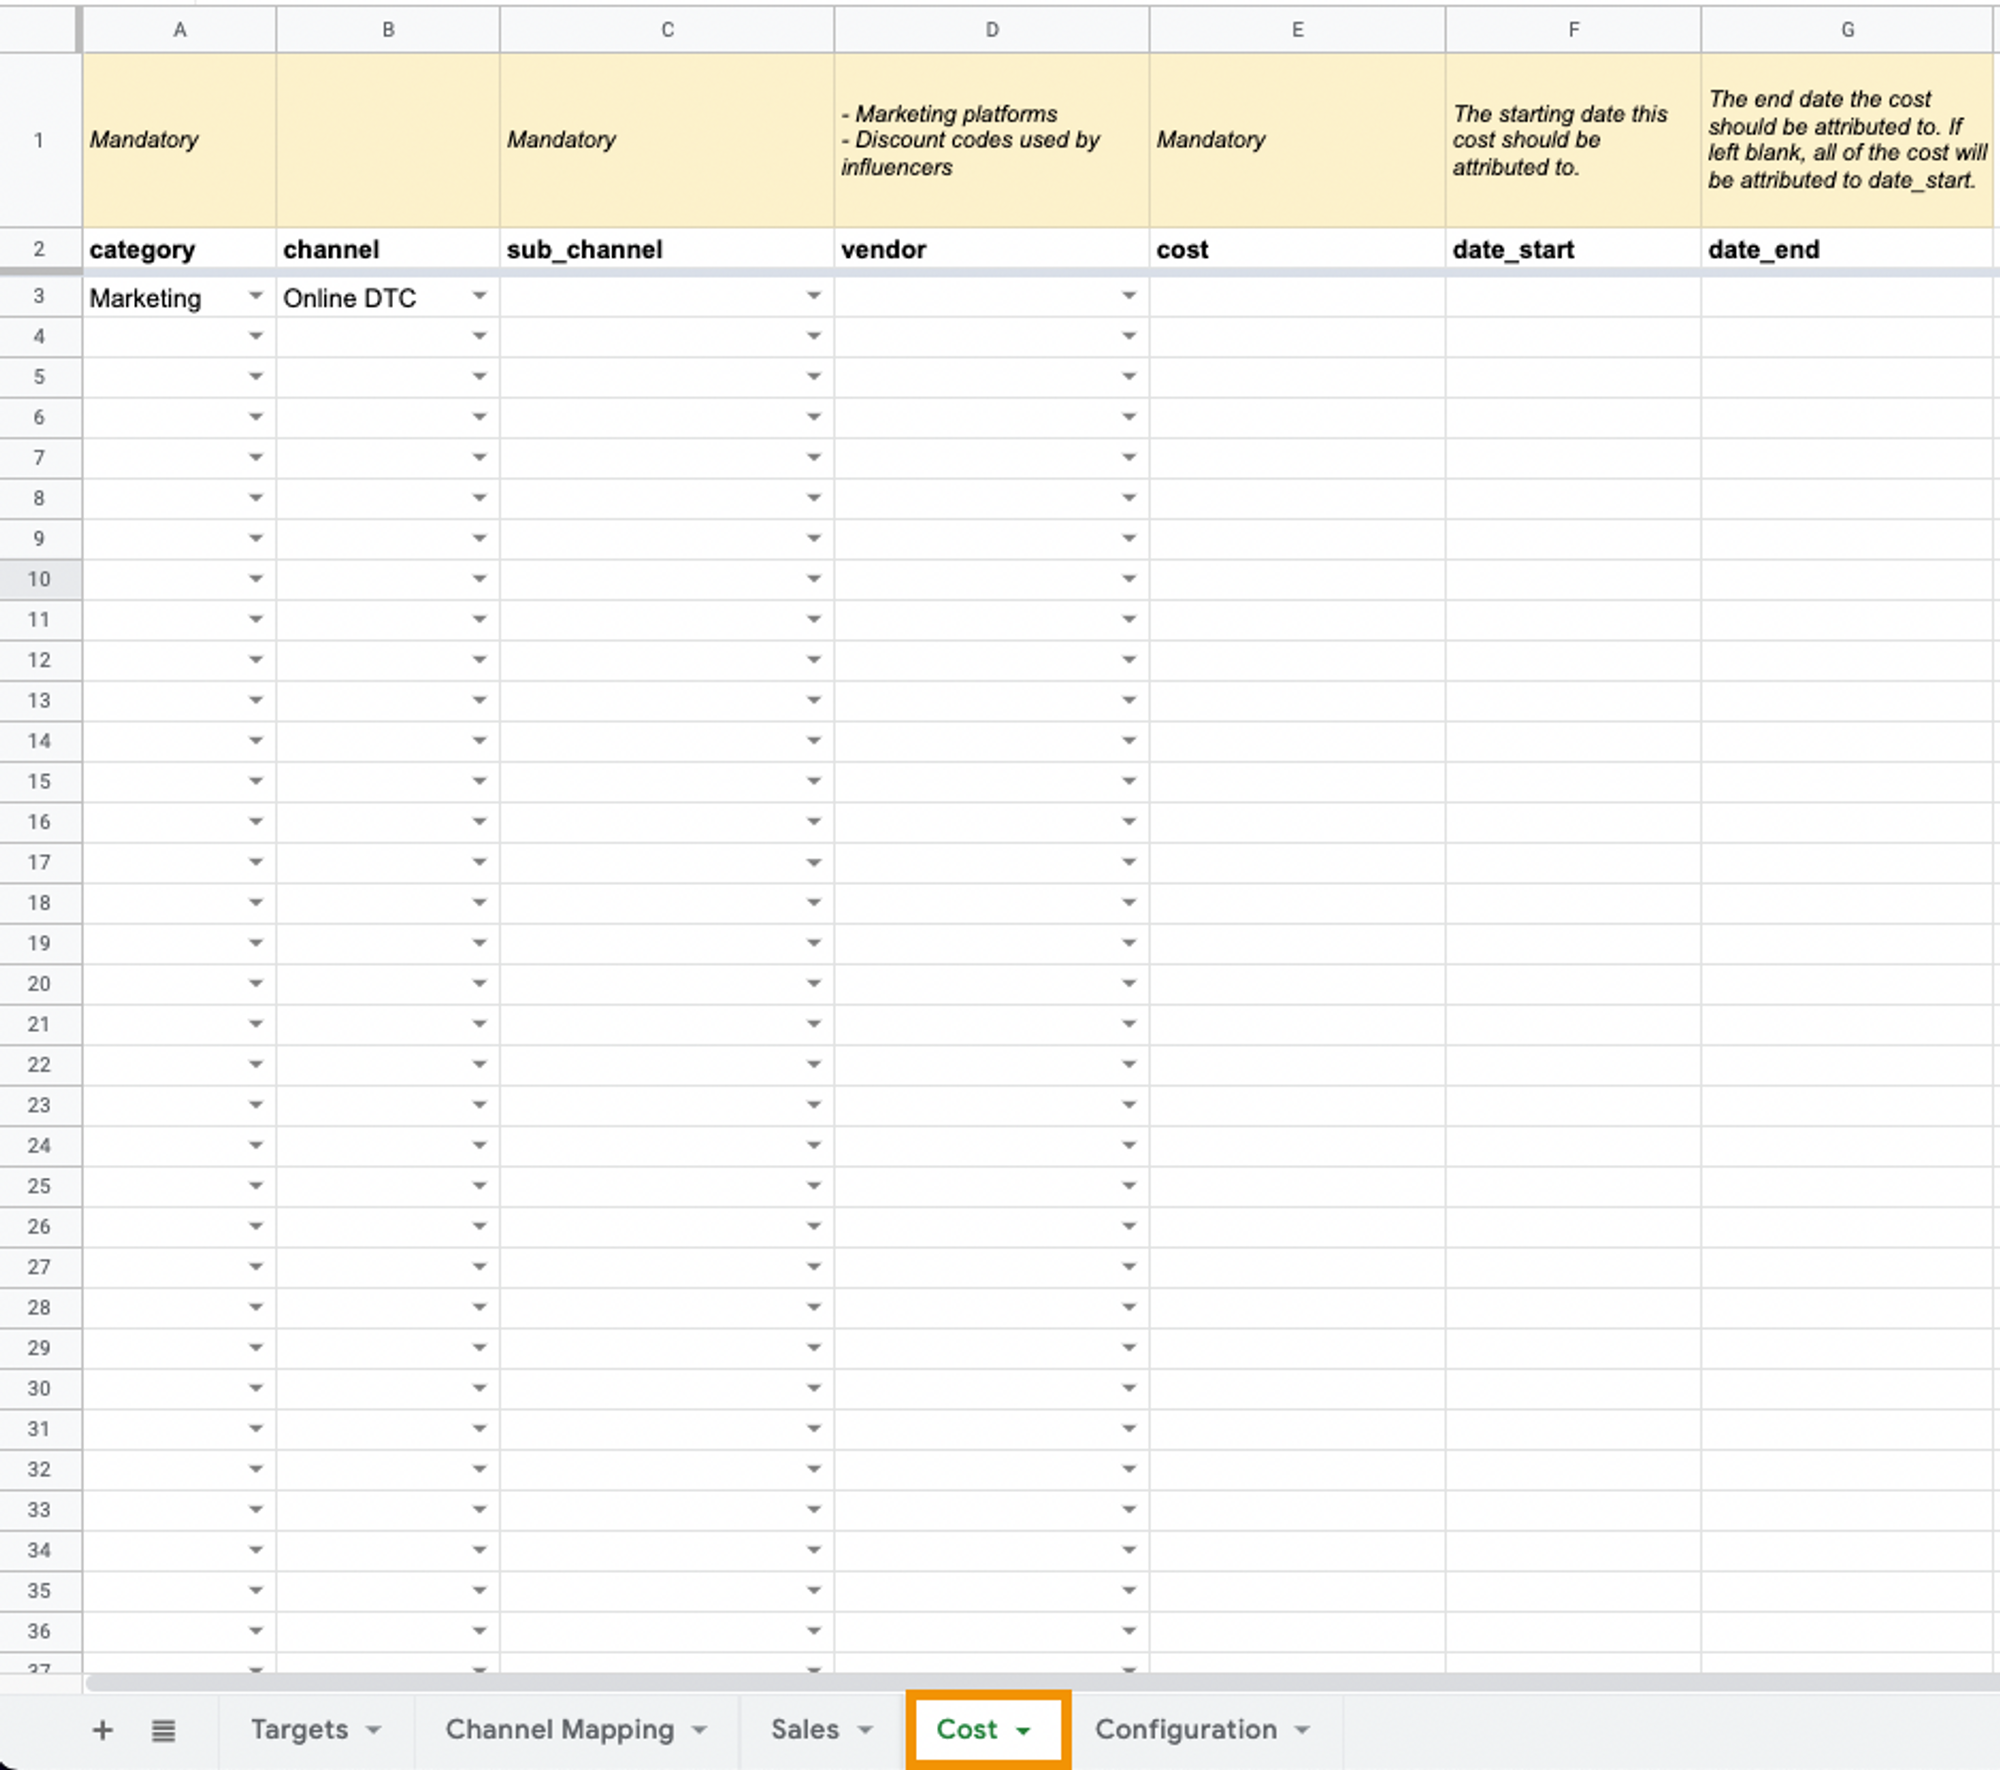 A B C D E F G
1 Mandatory Mandatory - Marketing platforms
- Discount codes used by
influencers Mandatory The starting date this
cost should be
attributed to. The end date the cost
should be attributed to. If
left blank, all of the cost will
be attributed to date_start.
2 category channel sub_channel vendor cost date_start date_end
3 Marketing Online DTC
4
5
6
7
8
9
10
11
12
13
14
15
16
17
18
19
20
21
22
23
24
25
26
27
28
29
30
31
32
33
34
35
36
37
+ Targets Channel Mapping Sales Cost Configuration